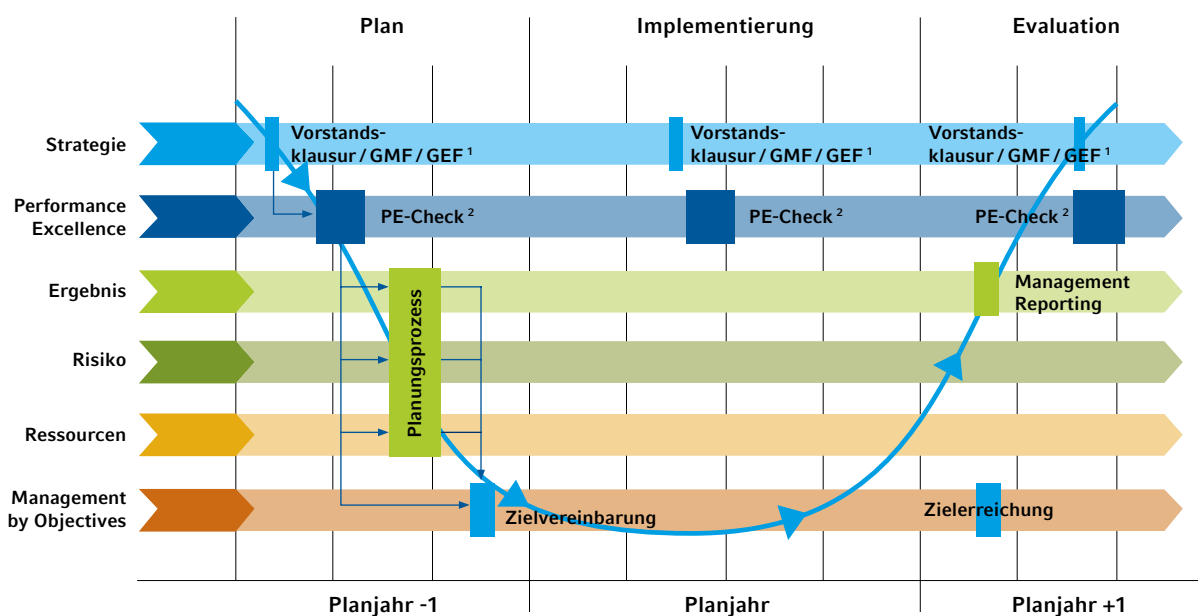 Plan
Implementierung
Evaluation
Strategie
Vorstands-
klausur / GMF / GEF ¹
Vorstands-
klausur / GMF / GEF ¹
Vorstands-
klausur / GMF / GEF ¹
Performance
Excellence
PE-Check ²
PE-Check ²
PE-Check ²
Ergebnis
Planungsprozess
Management
Reporting
Risiko
Ressourcen
Management
by Objectives
Zielvereinbarung
Zielerreichung
Planjahr -1
Planjahr
Planjahr +1